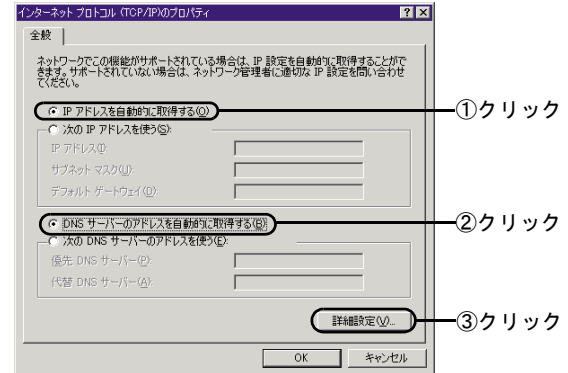 インターネット プロトコル (TCP/IP)のプロパティ
全般
ネットワークでこの機能がサポートされている場合は、IP 設定を自動的に取得することがで
きます。サポートされていない場合は、ネットワーク管理者に適切な IP 設定を問い合わせ
てください。
IP アドレスを自動的に取得する(O)
①クリック
次の IP アドレスを使う(S):
IP アドレス(I):
サブネット マスク(U):
デフォルト ゲートウェイ(D):
DNS サーバーのアドレスを自動的に取得する(B)
②クリック
次の DNS サーバーのアドレスを使う(E):
優先 DNS サーバー(P):
代替 DNS サーバー(A):
詳細設定(V)...
③クリック
OK
キャンセル